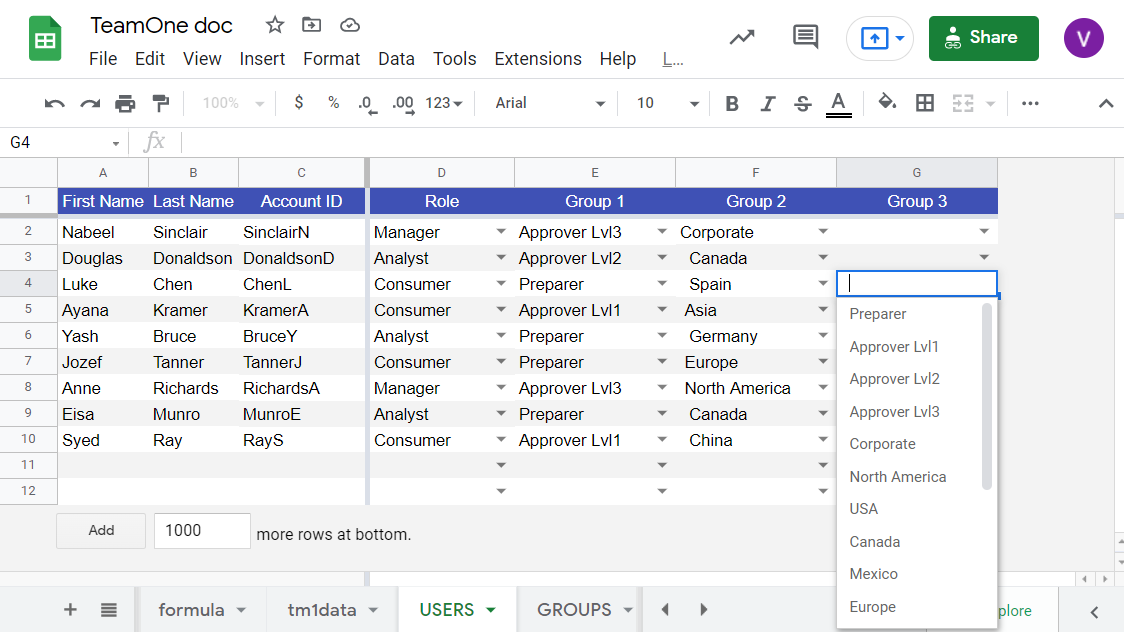 TeamOne doc
File Edit View Insert Format Data Tools Extensions Help L...
Share
V
100% $ % .0 .00 123 Arial 10 B I S A
G4 fx
A B C D E F G
1 First Name Last Name Account ID Role Group 1 Group 2 Group 3
2 Nabeel Sinclair SinclairN Manager Approver Lvl3 Corporate
3 Douglas Donaldson DonaldsonD Analyst Approver Lvl2 Canada
4 Luke Chen ChenL Consumer Preparer Spain
5 Ayana Kramer KramerA Consumer Approver Lvl1 Asia
6 Yash Bruce BruceY Analyst Preparer Germany
7 Jozef Tanner TannerJ Consumer Preparer Europe
8 Anne Richards RichardsA Manager Approver Lvl3 North America
9 Eisa Munro MunroE Analyst Preparer Canada
10 Syed Ray RayS Consumer Approver Lvl1 China
11
12
Preparer
Approver Lvl1
Approver Lvl2
Approver Lvl3
Corporate
North America
USA
Canada
Mexico
Europe
Add 1000 more rows at bottom.
formula tm1data USERS GROUPS
plore